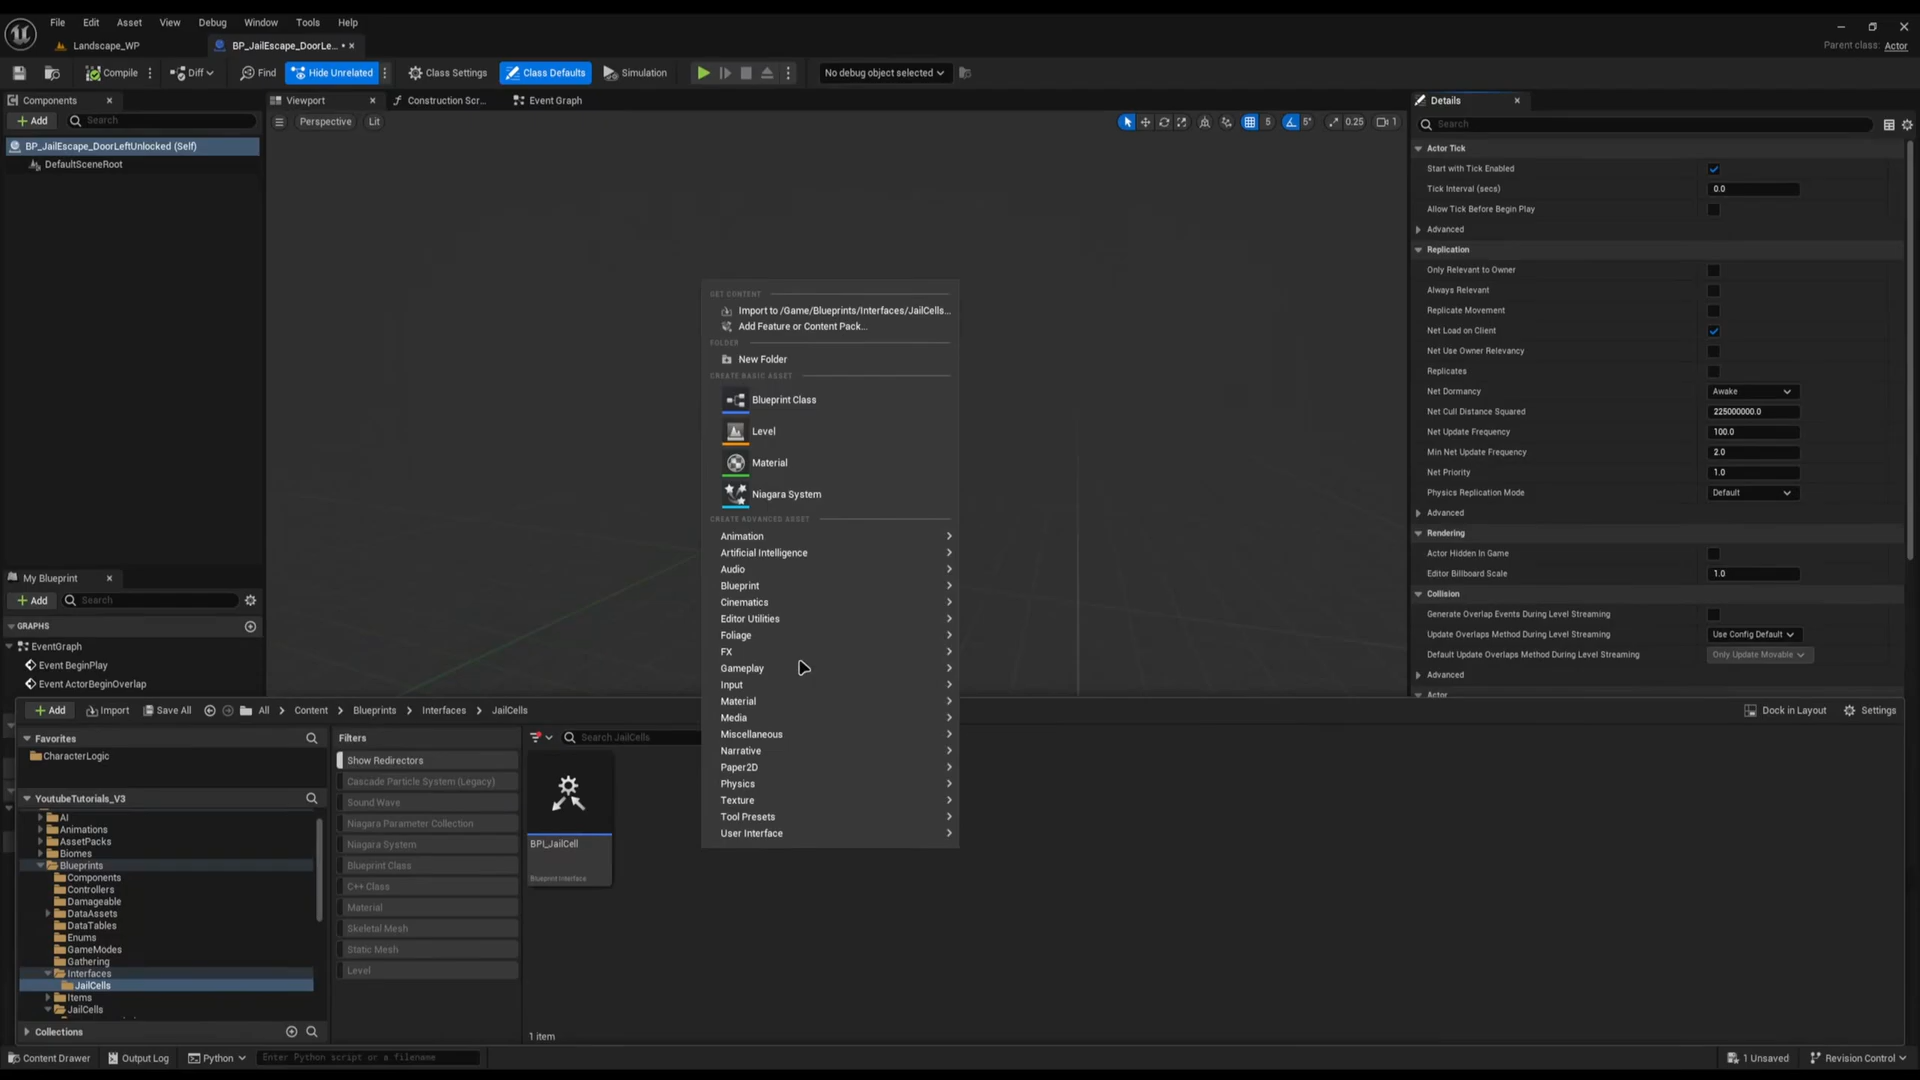 File Edit Asset View Debug Window Tools Help
Landscape_WP
BP_JailEscape_DoorLe...
Parent class: Actor
Compile
Diff
Find
Hide Unrelated
Class Settings
Class Defaults
Simulation
No debug object selected
Components
Viewport
Construction Scr...
Event Graph
Details
Add
Search
Perspective
Lit
5
5°
0.25
1
Search
BP_JailEscape_DoorLeftUnlocked (Self)
DefaultSceneRoot
Actor Tick
Start with Tick Enabled
Tick Interval (secs)
0.0
Allow Tick Before Begin Play
Advanced
Replication
Only Relevant to Owner
Always Relevant
Replicate Movement
Net Load on Client
Net Use Owner Relevancy
Replicates
Net Dormancy
Awake
Net Cull Distance Squared
225000000.0
Net Update Frequency
100.0
Min Net Update Frequency
2.0
Net Priority
1.0
Physics Replication Mode
Default
Advanced
Rendering
Actor Hidden In Game
Editor Billboard Scale
1.0
Collision
Generate Overlap Events During Level Streaming
Update Overlaps Method During Level Streaming
Use Config Default
Default Update Overlaps Method During Level Streaming
Only Update Movable
Advanced
Actor
GET CONTENT
Import to /Game/Blueprints/Interfaces/JailCells...
Add Feature or Content Pack...
FOLDER
New Folder
CREATE BASIC ASSET
Blueprint Class
Level
Material
Niagara System
CREATE ADVANCED ASSET
Animation
Artificial Intelligence
Audio
Blueprint
Cinematics
Editor Utilities
Foliage
FX
Gameplay
Input
Material
Media
Miscellaneous
Narrative
Paper2D
Physics
Texture
Tool Presets
User Interface
My Blueprint
Add
Search
GRAPHS
EventGraph
Event BeginPlay
Event ActorBeginOverlap
Add
Import
Save All
All
Content
Blueprints
Interfaces
JailCells
Dock in Layout
Settings
Favorites
CharacterLogic
YoutubeTutorials_V3
AI
Animations
AssetPacks
Biomes
Blueprints
Components
Controllers
Damageable
DataAssets
DataTables
Enums
GameModes
Gathering
Interfaces
JailCells
Items
JailCells
Collections
Filters
Show Redirectors
Cascade Particle System (Legacy)
Sound Wave
Niagara Parameter Collection
Niagara System
Blueprint Class
C++ Class
Material
Skeletal Mesh
Static Mesh
Level
Search JailCells
BPI_JailCell
Blueprint Interface
1 item
Content Drawer
Output Log
Python
Enter Python script or a filename
1 Unsaved
Revision Control